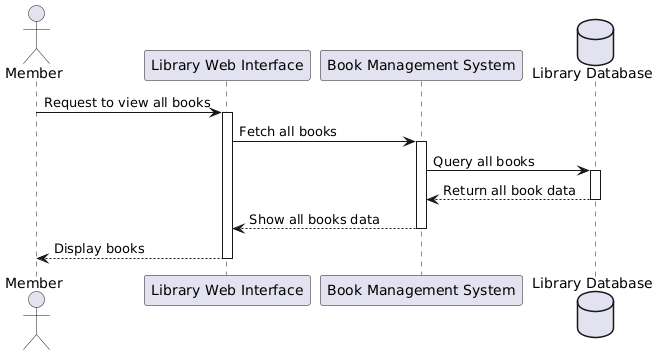 Member
Library Web Interface
Book Management System
Library Database
Request to view all books
Fetch all books
Query all books
Return all book data
Show all books data
Display books
Member
Library Web Interface
Book Management System
Library Database